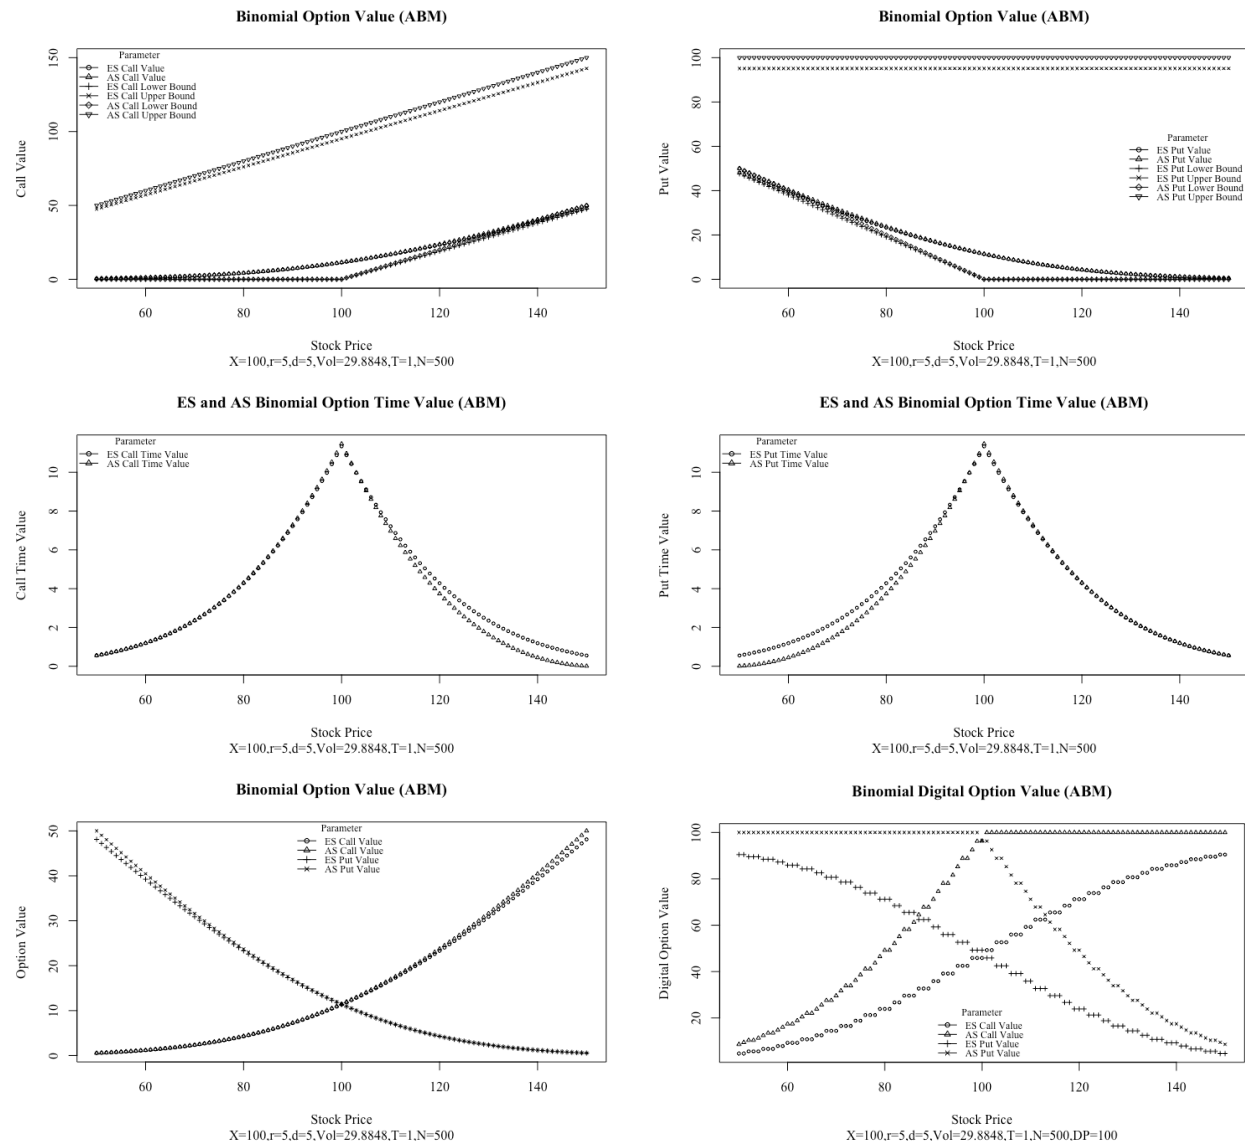 Binomial Option Value (ABM)
Call Value
0
50
100
150
Parameter
ES Call Value
AS Call Value
ES Call Lower Bound
ES Call Upper Bound
AS Call Lower Bound
AS Call Upper Bound
60
80
100
120
140
Stock Price
X=100,r=5,d=5,Vol=29.8848,T=1,N=500
Binomial Option Value (ABM)
Put Value
0
20
40
60
80
100
Parameter
ES Put Value
AS Put Value
ES Put Lower Bound
ES Put Upper Bound
AS Put Lower Bound
AS Put Upper Bound
60
80
100
120
140
Stock Price
X=100,r=5,d=5,Vol=29.8848,T=1,N=500
ES and AS Binomial Option Time Value (ABM)
Call Time Value
0
2
4
6
8
10
Parameter
ES Call Time Value
AS Call Time Value
60
80
100
120
140
Stock Price
X=100,r=5,d=5,Vol=29.8848,T=1,N=500
ES and AS Binomial Option Time Value (ABM)
Put Time Value
0
2
4
6
8
10
Parameter
ES Put Time Value
AS Put Time Value
60
80
100
120
140
Stock Price
X=100,r=5,d=5,Vol=29.8848,T=1,N=500
Binomial Option Value (ABM)
Option Value
0
10
20
30
40
50
Parameter
ES Call Value
AS Call Value
ES Put Value
AS Put Value
60
80
100
120
140
Stock Price
X=100,r=5,d=5,Vol=29.8848,T=1,N=500
Binomial Digital Option Value (ABM)
Digital Option Value
20
40
60
80
100
Parameter
ES Call Value
AS Call Value
ES Put Value
AS Put Value
60
80
100
120
140
Stock Price
X=100,r=5,d=5,Vol=29.8848,T=1,N=500,DP=100